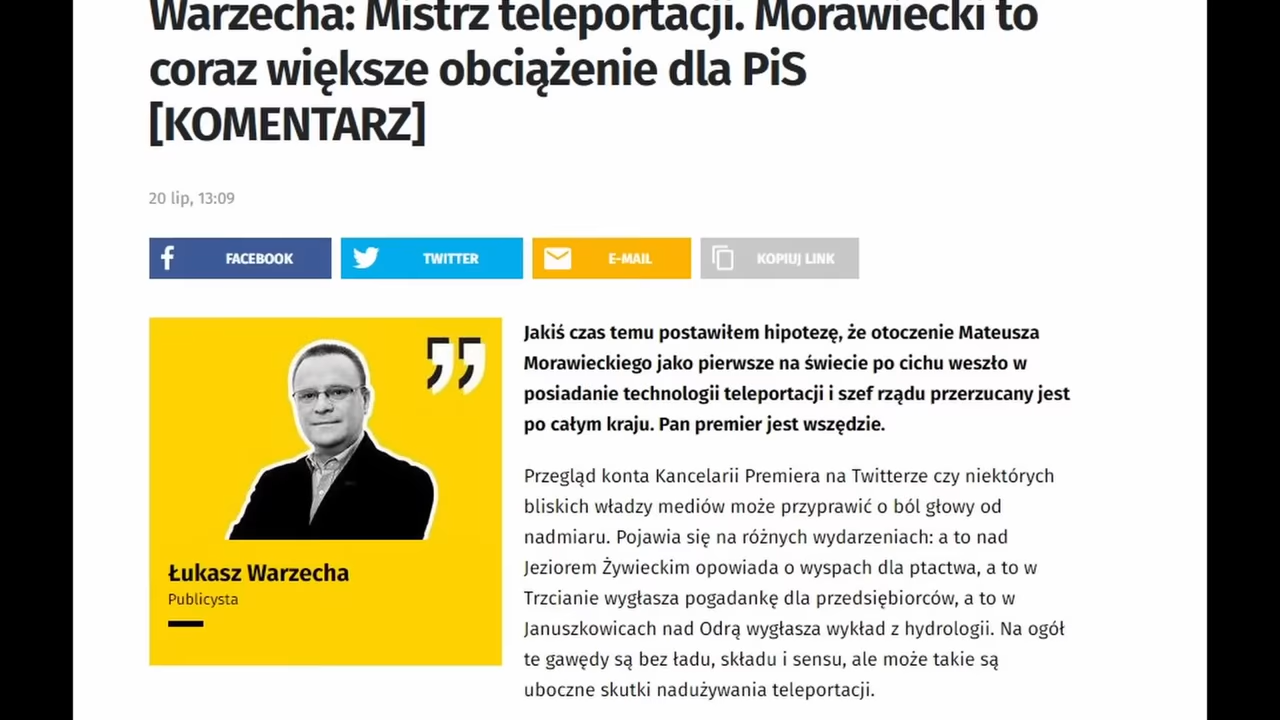 Warzecha: Mistrz teleportacji. Morawiecki to
coraz większe obciążenie dla PiS
[KOMENTARZ]
20 lip, 13:09
FACEBOOK
TWITTER
E-MAIL
KOPIUJ LINK
Łukasz Warzecha
Publicysta
Jakiś czas temu postawiłem hipotezę, że otoczenie Mateusza
Morawieckiego jako pierwsze na świecie po cichu weszło w
posiadanie technologii teleportacji i szef rządu przerzucany jest
po całym kraju. Pan premier jest wszędzie.
Przegląd konta Kancelarii Premiera na Twitterze czy niektórych
bliskich władzy mediów może przyprawić o ból głowy od
nadmiaru. Pojawia się na różnych wydarzeniach: a to nad
Jeziorem Żywieckim opowiada o wyspach dla ptactwa, a to w
Trzcianie wygłasza pogadankę dla przedsiębiorców, a to w
Januszkowicach nad Odrą wygłasza wykład z hydrologii. Na ogół
te gawędy są bez ładu, składu i sensu, ale może takie są
uboczne skutki nadużywania teleportacji.